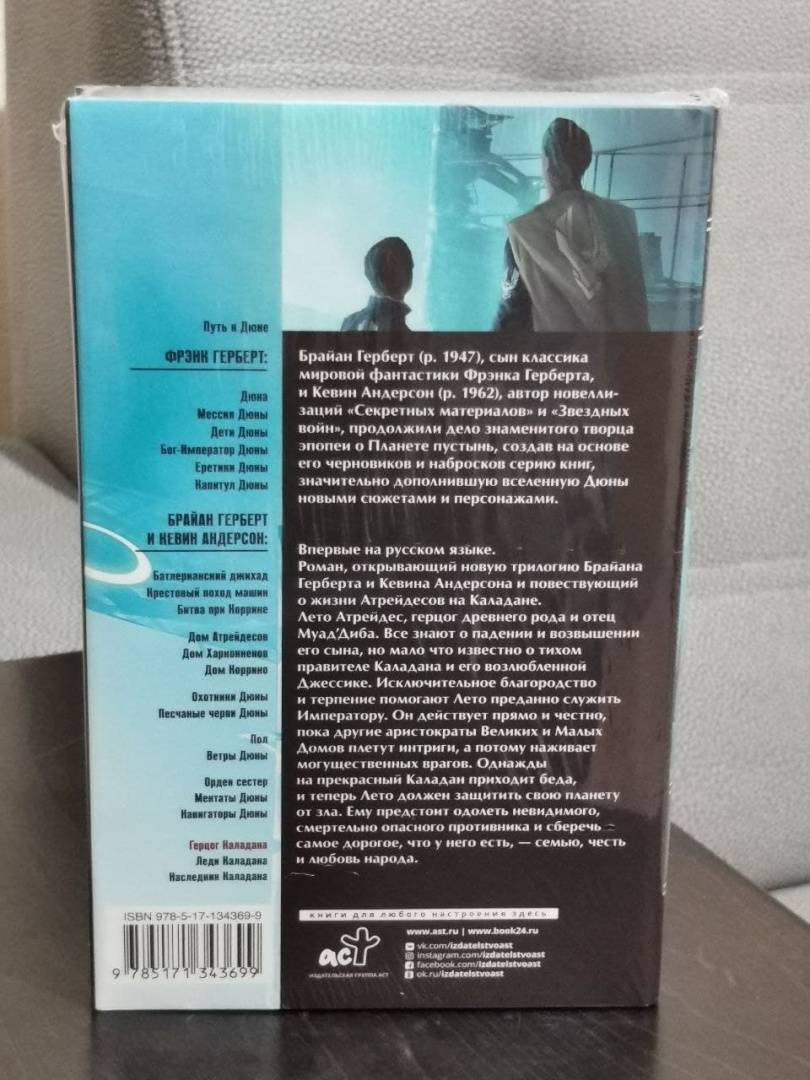 Путь к Дюне
ФРЭНК ГЕРБЕРТ:
Дюна
Мессия Дюны
Дети Дюны
Бог-Император Дюны
Еретики Дюны
Капитул Дюны
БРАЙАН ГЕРБЕРТ
И КЕВИН АНДЕРСОН:
Батлерианский джихад
Крестовый поход машин
Битва при Коррине
Дом Атрейдесов
Дом Харконненов
Дом Коррино
Охотники Дюны
Песчаные черви Дюны
Пол
Ветры Дюны
Орден сестер
Ментаты Дюны
Навигаторы Дюны
Герцог Каладана
Леди Каладана
Наследник Каладана
ISBN 978-5-17-134369-9
9 785171 343699
Брайан Герберт (р. 1947), сын классика
мировой фантастики Фрэнка Герберта,
и Кевин Андерсон (р. 1962), автор новелли-
заций «Секретных материалов» и «Звездных
войн», продолжили дело знаменитого творца
эпопеи о Планете пустынь, создав на основе
его черновиков и набросков серию книг,
значительно дополнившую вселенную Дюны
новыми сюжетами и персонажами.
Впервые на русском языке.
Роман, открывающий новую трилогию Брайана
Герберта и Кевина Андерсона и повествующий
о жизни Атрейдесов на Каладане.
Лето Атрейдес, герцог древнего рода и отец
Муад'Диба. Все знают о падении и возвышении
его сына, но мало что известно о тихом
правителе Каладана и его возлюбленной
Джессике. Исключительное благородство
и терпение помогают Лето преданно служить
Императору. Он действует прямо и честно,
пока другие аристократы Великих и Малых
Домов плетут интриги, а потому наживает
могущественных врагов. Однажды
на прекрасный Каладан приходит беда,
и теперь Лето должен защитить свою планету
от зла. Ему предстоит одолеть невидимого,
смертельно опасного противника и сберечь
самое дорогое, что у него есть, — семью, честь
и любовь народа.
книги для любого настроения здесь
аст
ИЗДАТЕЛЬСКАЯ ГРУППА АСТ
www.ast.ru | www.book24.ru
vk.com/izdatelstvoast
instagram.com/izdatelstvoast
facebook.com/izdatelstvoast
ok.ru/izdatelstvoast